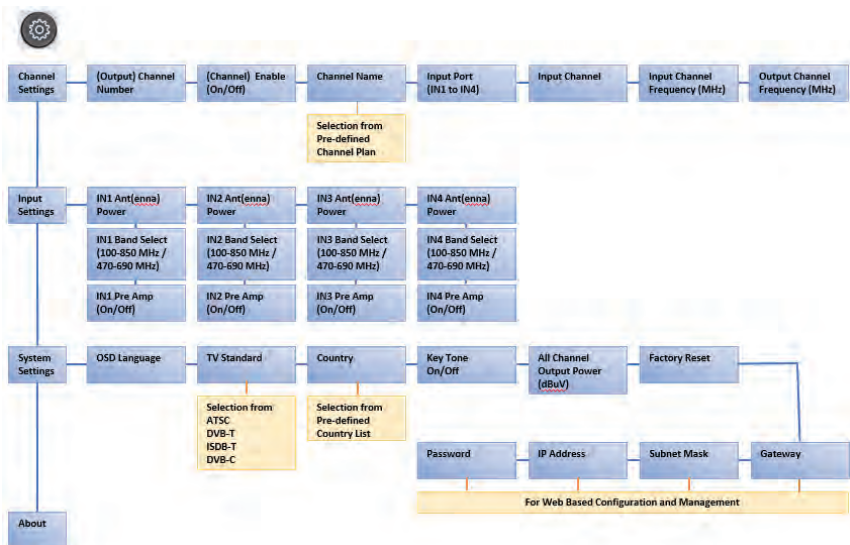 Channel
Settings
(Output) Channel
Number
(Channel) Enable
(On/Off)
Channel Name
Input Port
(IN1 to IN4)
Input Channel
Input Channel
Frequency (MHz)
Output Channel
Frequency (MHz)
Selection from
Pre-defined
Channel Plan
Input
Settings
IN1 Ant(enna)
Power
IN2 Ant(enna)
Power
IN3 Ant(enna)
Power
IN4 Ant(enna)
Power
IN1 Band Select
(100-850 MHz /
470-690 MHz)
IN2 Band Select
(100-850 MHz /
470-690 MHz)
IN3 Band Select
(100-850 MHz /
470-690 MHz)
IN4 Band Select
(100-850 MHz /
470-690 MHz)
IN1 Pre Amp
(On/Off)
IN2 Pre Amp
(On/Off)
IN3 Pre Amp
(On/Off)
IN4 Pre Amp
(On/Off)
System
Settings
OSD Language
TV Standard
Country
Key Tone
On/Off
All Channel
Output Power
(dBuV)
Factory Reset
Selection from
ATSC
DVB-T
ISDB-T
DVB-C
Selection from
Pre-defined
Country List
Password
IP Address
Subnet Mask
Gateway
For Web Based Configuration and Management
About